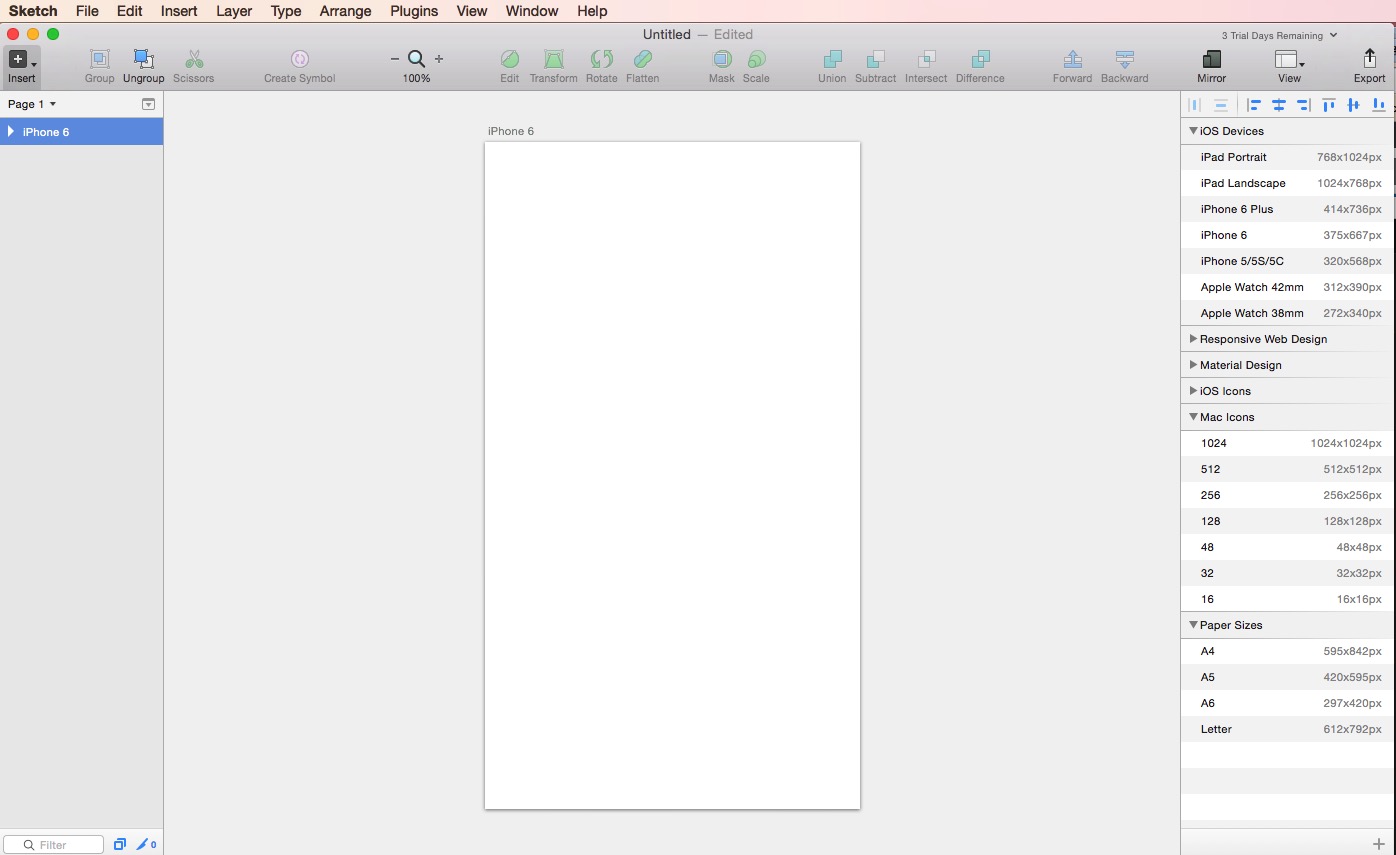 Sketch File Edit Insert Layer Type Arrange Plugins View Window Help
Untitled — Edited
3 Trial Days Remaining
Insert Group Ungroup Scissors Create Symbol 100% Edit Transform Rotate Flatten Mask Scale Union Subtract Intersect Difference Forward Backward Mirror View Export
Page 1
iPhone 6
iPhone 6
iOS Devices
iPad Portrait 768x1024px
iPad Landscape 1024x768px
iPhone 6 Plus 414x736px
iPhone 6 375x667px
iPhone 5/5S/5C 320x568px
Apple Watch 42mm 312x390px
Apple Watch 38mm 272x340px
Responsive Web Design
Material Design
iOS Icons
Mac Icons
1024 1024x1024px
512 512x512px
256 256x256px
128 128x128px
48 48x48px
32 32x32px
16 16x16px
Paper Sizes
A4 595x842px
A5 420x595px
A6 297x420px
Letter 612x792px
Filter 0